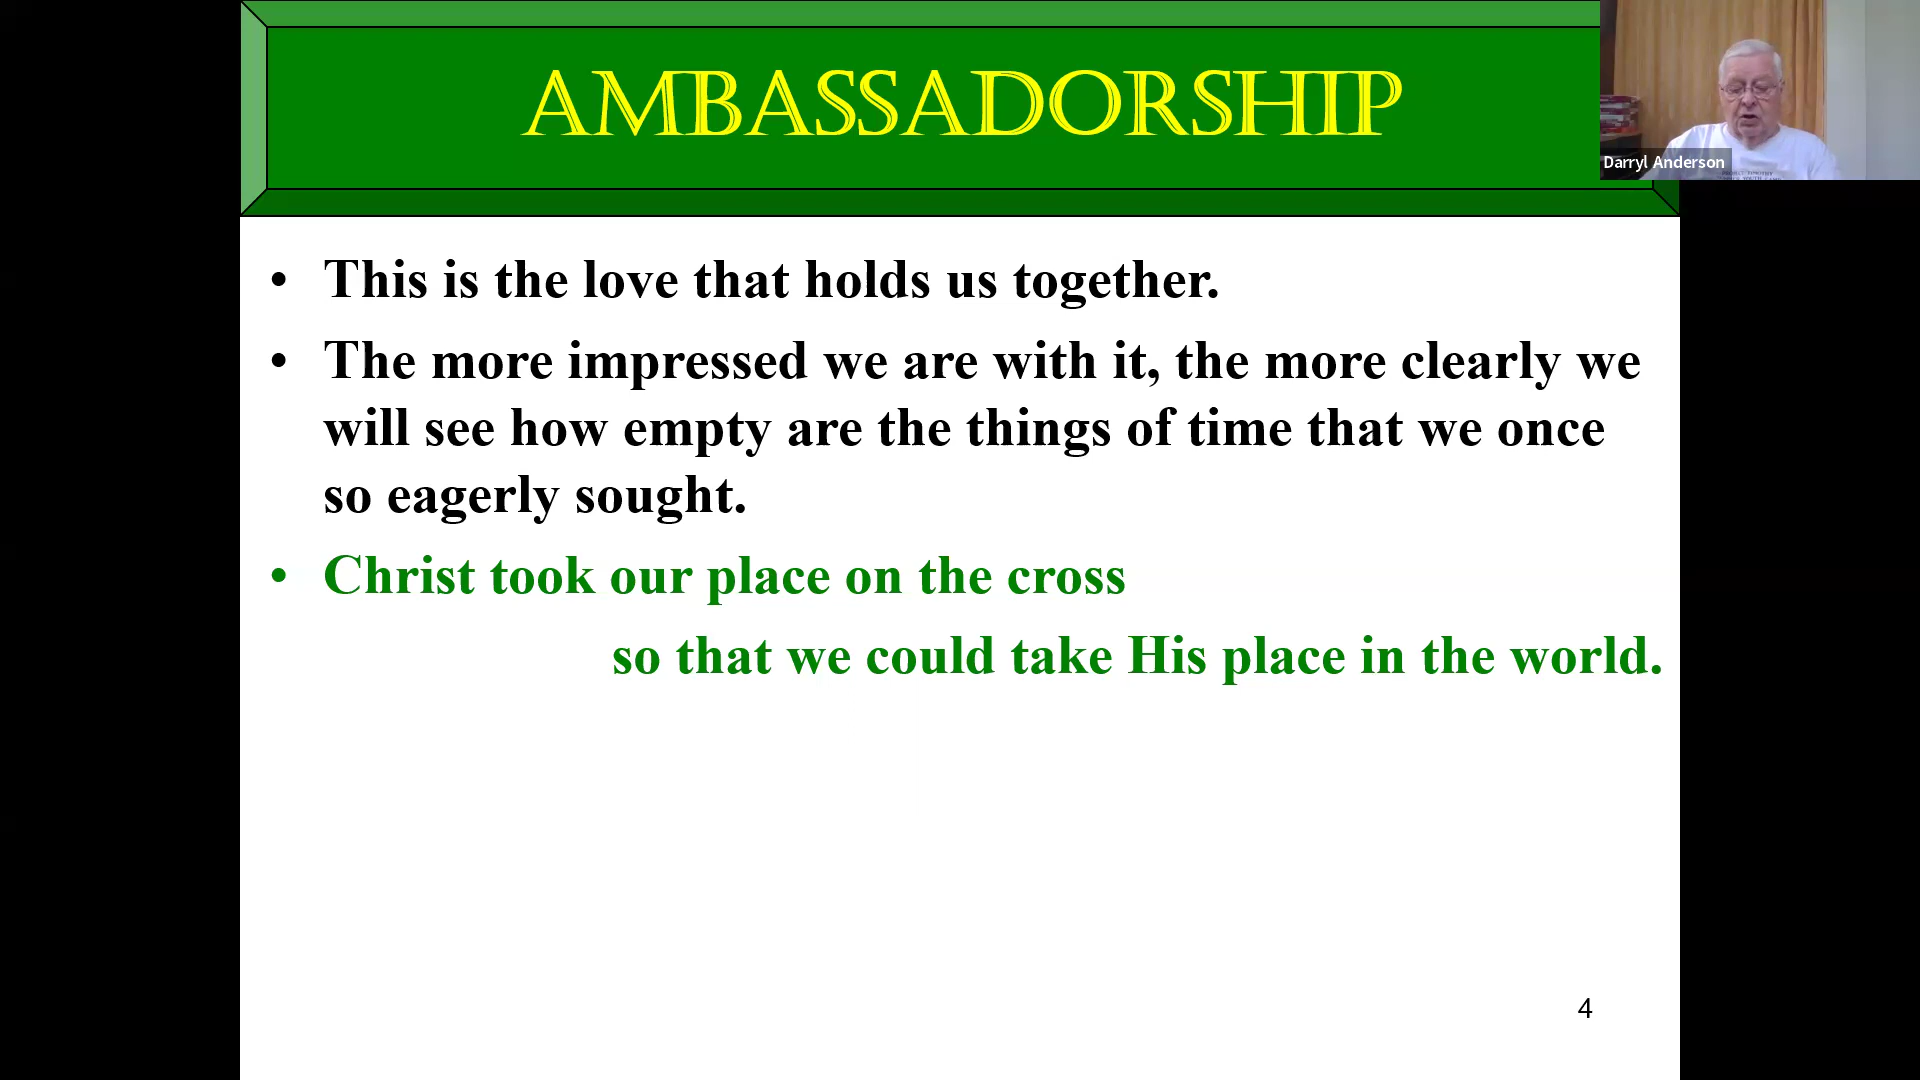 AMBASSADORSHIP
Darryl Anderson
• This is the love that holds us together.
• The more impressed we are with it, the more clearly we
will see how empty are the things of time that we once
so eagerly sought.
• Christ took our place on the cross
so that we could take His place in the world.
4